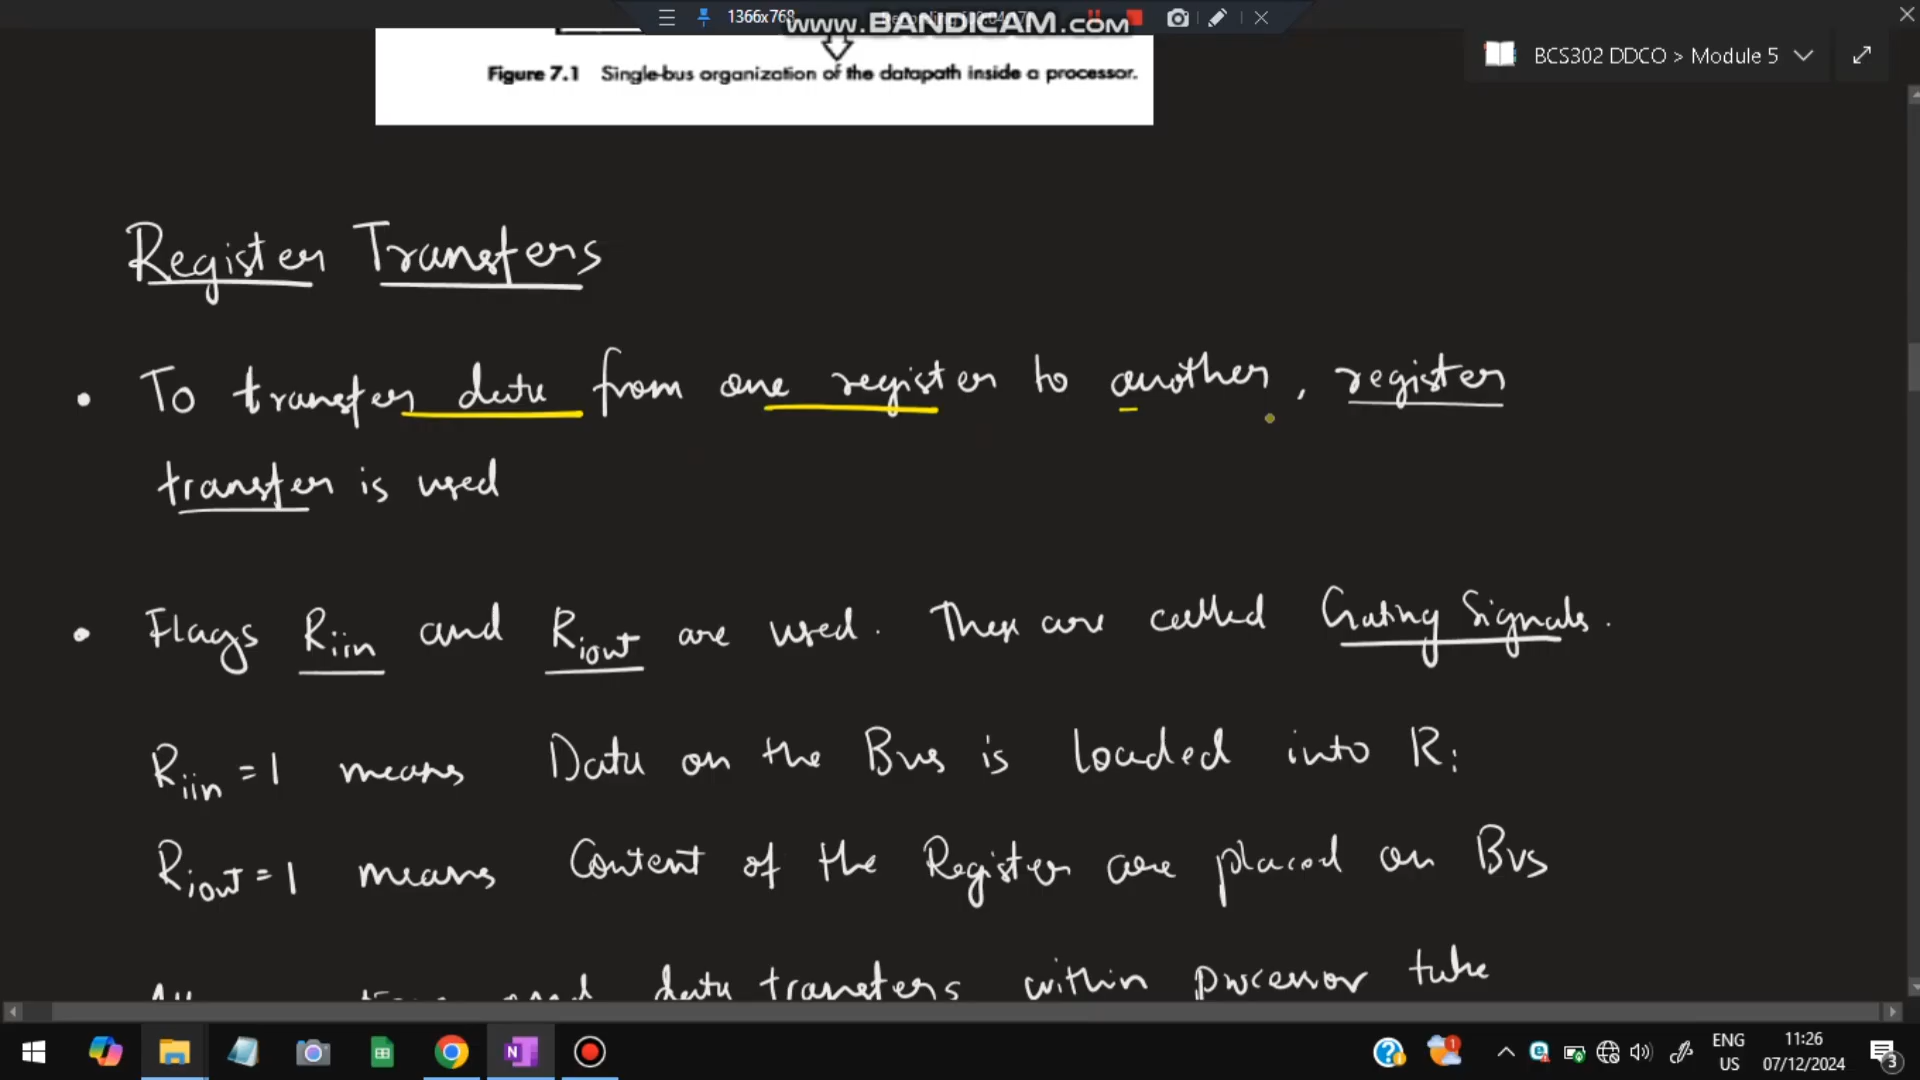 1366x768
www.BANDICAM.COM
BCS302 DDCO > Module 5
Figure 7.1 Single-bus organization of the datapath inside a processor.
Register Transfers
• To transfer data from one register to another, register
transfer is used
• Flags Riin and Riout are used. They are called Gating Signals.
Riin = 1 means Data on the Bus is loaded into Ri
Riout = 1 means Content of the Register are placed on Bus
data transfers within processor take
ENG
US
11:26
07/12/2024
3